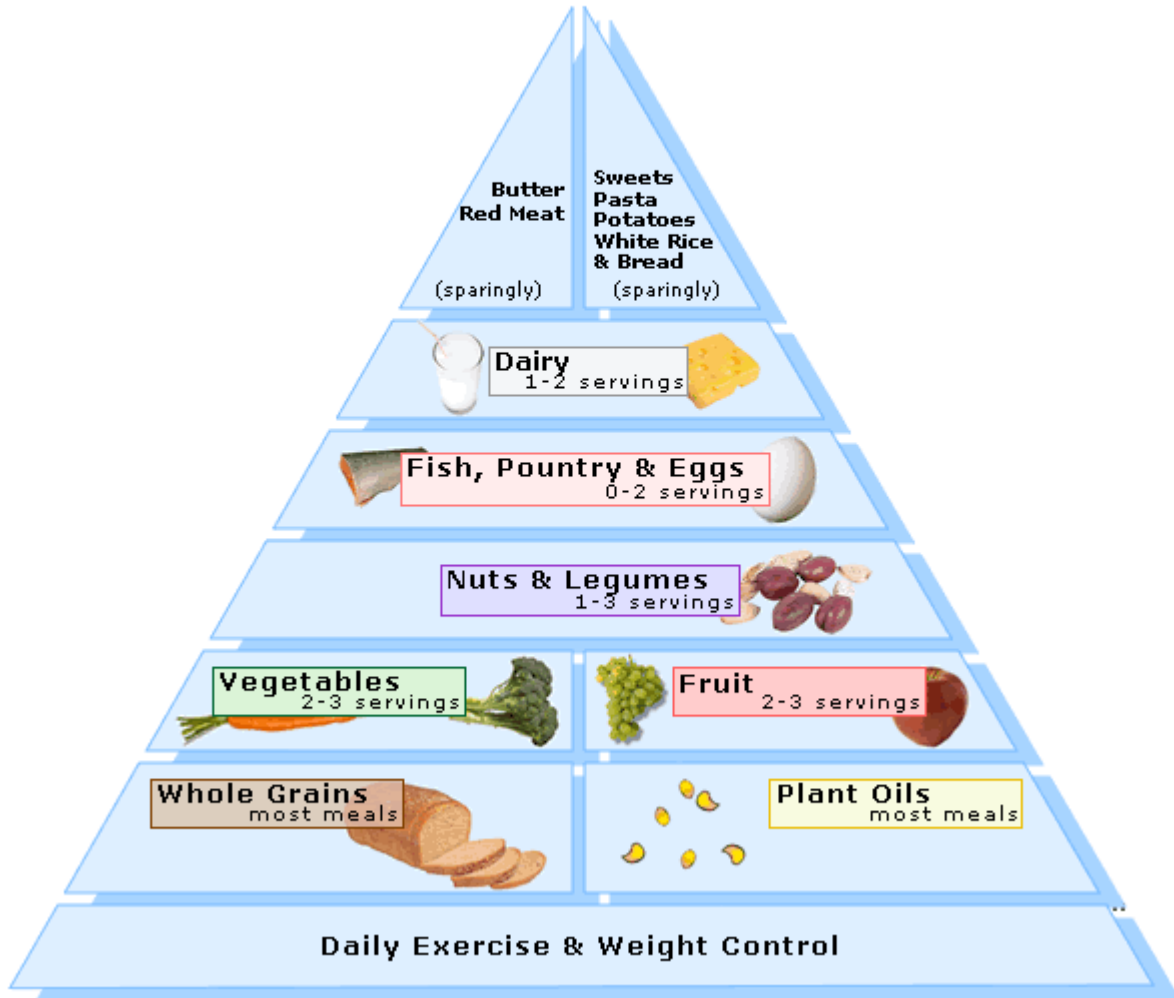 Butter
Red Meat
(sparingly)
Sweets
Pasta
Potatoes
White Rice
& Bread
(sparingly)
Dairy
1-2 servings
Fish, Pountry & Eggs
0-2 servings
Nuts & Legumes
1-3 servings
Vegetables
2-3 servings
Fruit
2-3 servings
Whole Grains
most meals
Plant Oils
most meals
Daily Exercise & Weight Control